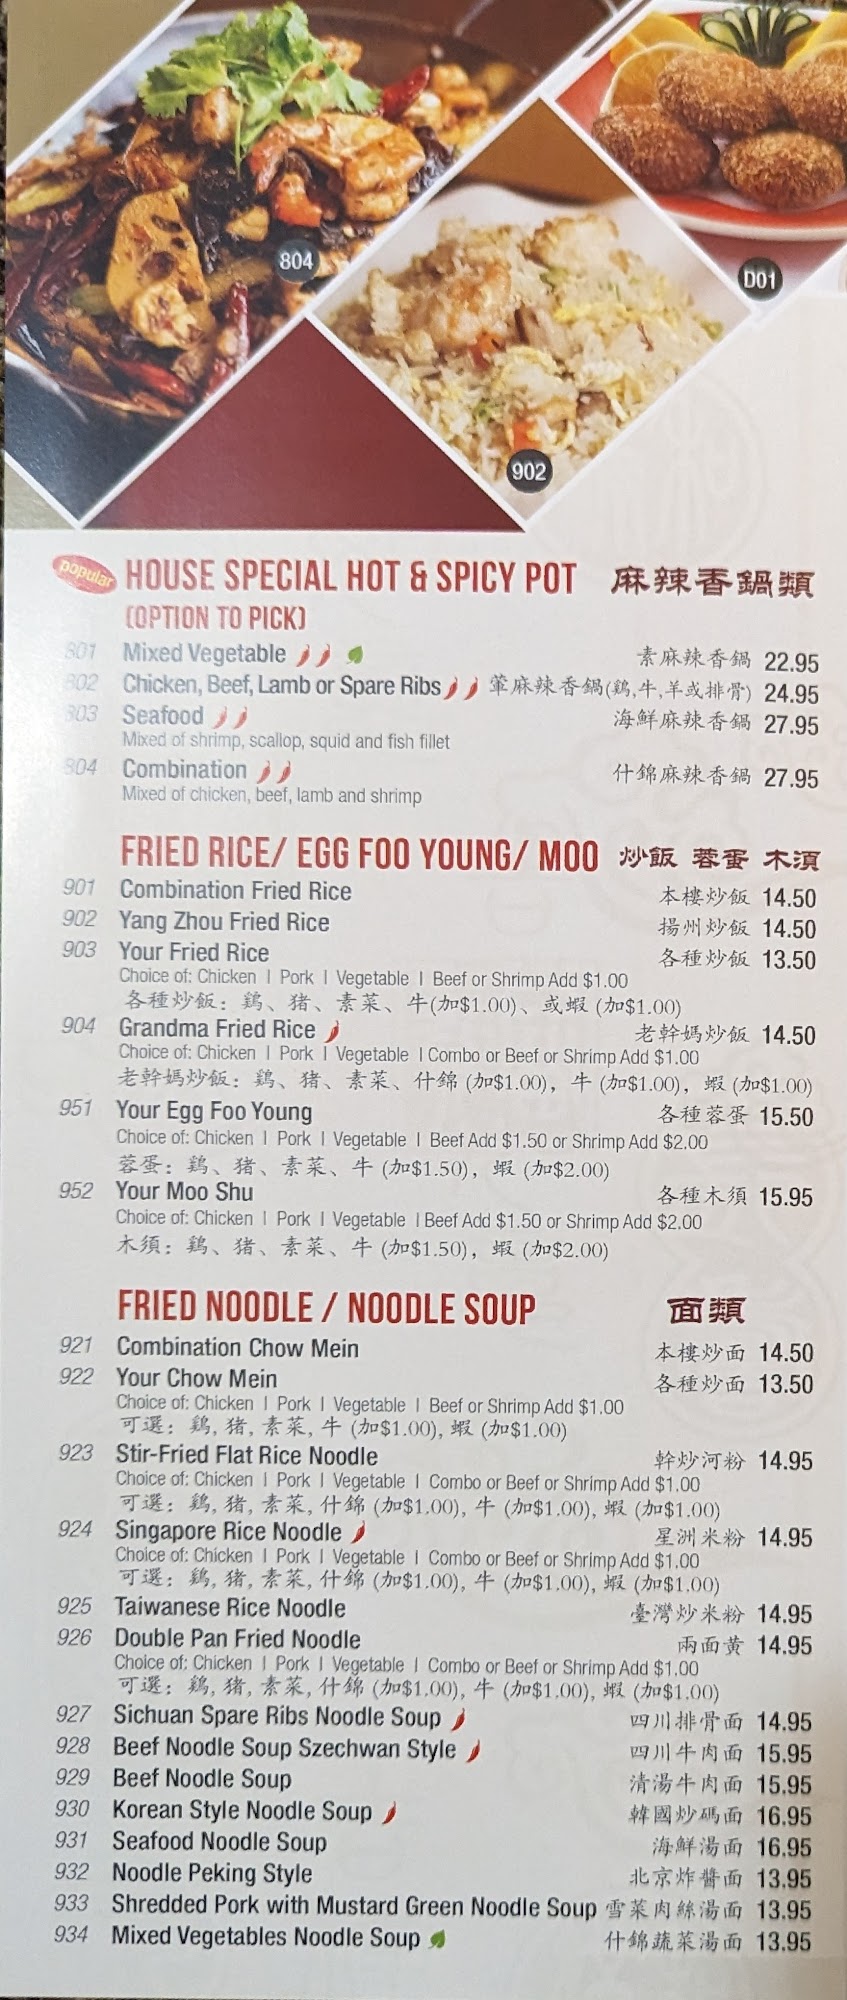 804
D01
902
popular HOUSE SPECIAL HOT & SPICY POT 麻辣香鍋類
(OPTION TO PICK)
801 Mixed Vegetable 素麻辣香鍋 22.95
802 Chicken, Beef, Lamb or Spare Ribs 葷麻辣香鍋(鷄,牛,羊或排骨) 24.95
803 Seafood 海鮮麻辣香鍋 27.95
Mixed of shrimp, scallop, squid and fish fillet
804 Combination 什錦麻辣香鍋 27.95
Mixed of chicken, beef, lamb and shrimp
FRIED RICE/ EGG FOO YOUNG/ MOO 炒飯 蓉蛋 木湏
901 Combination Fried Rice 本樓炒飯 14.50
902 Yang Zhou Fried Rice 揚州炒飯 14.50
903 Your Fried Rice 各種炒飯 13.50
Choice of: Chicken | Pork | Vegetable | Beef or Shrimp Add $1.00
各種炒飯：鷄、猪、素菜、牛(加$1.00)、或蝦 (加$1.00)
904 Grandma Fried Rice 老幹媽炒飯 14.50
Choice of: Chicken | Pork | Vegetable | Combo or Beef or Shrimp Add $1.00
老幹媽炒飯：鷄、猪、素菜、什錦 (加$1.00)，牛 (加$1.00)，蝦 (加$1.00)
951 Your Egg Foo Young 各種蓉蛋 15.50
Choice of: Chicken | Pork | Vegetable | Beef Add $1.50 or Shrimp Add $2.00
蓉蛋：鷄、猪、素菜、牛 (加$1.50)，蝦 (加$2.00)
952 Your Moo Shu 各種木須 15.95
Choice of: Chicken | Pork | Vegetable | Beef Add $1.50 or Shrimp Add $2.00
木須：鷄、猪、素菜、牛 (加$1.50)，蝦 (加$2.00)
FRIED NOODLE / NOODLE SOUP 面類
921 Combination Chow Mein 本樓炒面 14.50
922 Your Chow Mein 各種炒面 13.50
Choice of: Chicken | Pork | Vegetable | Beef or Shrimp Add $1.00
可選：鷄, 猪, 素菜, 牛 (加$1.00), 蝦 (加$1.00)
923 Stir-Fried Flat Rice Noodle 幹炒河粉 14.95
Choice of: Chicken | Pork | Vegetable | Combo or Beef or Shrimp Add $1.00
可選：鷄, 猪, 素菜, 什錦 (加$1.00), 牛 (加$1.00), 蝦 (加$1.00)
924 Singapore Rice Noodle 星洲米粉 14.95
Choice of: Chicken | Pork | Vegetable | Combo or Beef or Shrimp Add $1.00
可選：鷄, 猪, 素菜, 什錦 (加$1.00), 牛 (加$1.00), 蝦 (加$1.00)
925 Taiwanese Rice Noodle 臺灣炒米粉 14.95
926 Double Pan Fried Noodle 兩面黄 14.95
Choice of: Chicken | Pork | Vegetable | Combo or Beef or Shrimp Add $1.00
可選：鷄, 猪, 素菜, 什錦 (加$1.00), 牛 (加$1.00), 蝦 (加$1.00)
927 Sichuan Spare Ribs Noodle Soup 四川排骨面 14.95
928 Beef Noodle Soup Szechwan Style 四川牛肉面 15.95
929 Beef Noodle Soup 清湯牛肉面 15.95
930 Korean Style Noodle Soup 韓國炒碼面 16.95
931 Seafood Noodle Soup 海鮮湯面 16.95
932 Noodle Peking Style 北京炸醬面 13.95
933 Shredded Pork with Mustard Green Noodle Soup 雪菜肉絲湯面 13.95
934 Mixed Vegetables Noodle Soup 什錦蔬菜湯面 13.95